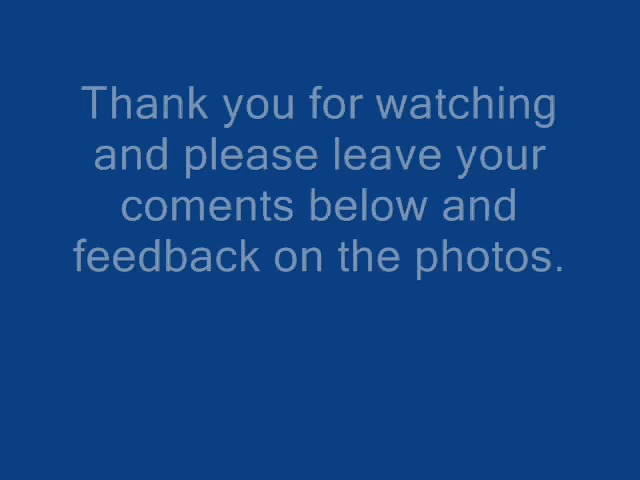 Thank you for watching
and please leave your
coments below and
feedback on the photos.